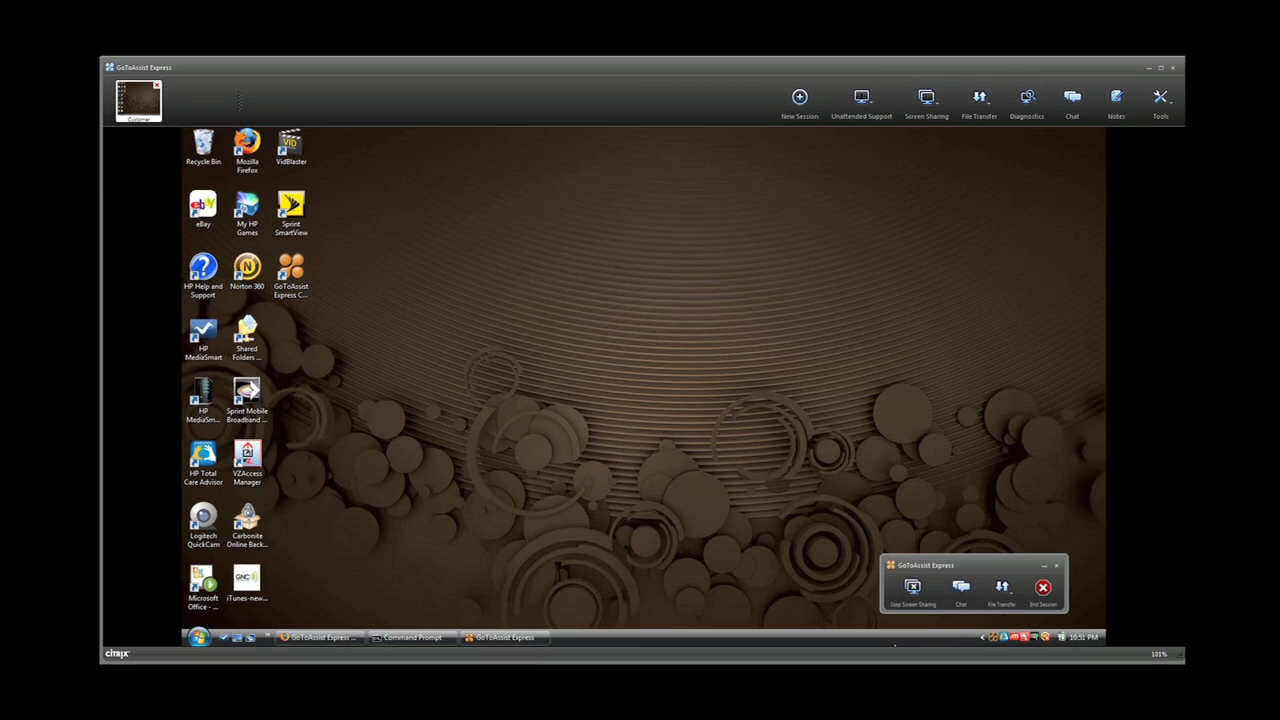 GoToAssist Express
Customer
New Session
Unattended Support
Screen Sharing
File Transfer
Diagnostics
Chat
Notes
Tools
Recycle Bin
Mozilla
Firefox
VID
VidBlaster
ebY
eBay
My HP
Games
Sprint
SmartView
HP Help and
Support
N
Norton 360
GoToAssist
Express C...
HP
MediaSmart
Shared
Folders ...
HP
MediaSm...
Sprint Mobile
Broadband ...
HP Total
Care Advisor
VZAccess
Manager
Logitech
QuickCam
Carbonite
Online Back...
Microsoft
Office - ...
GNC
iTunes-new...
GoToAssist Express
Stop Screen Sharing
Chat
File Transfer
End Session
GoToAssist Express ...
Command Prompt
GoToAssist Express
10:51 PM
CITRIX
101%